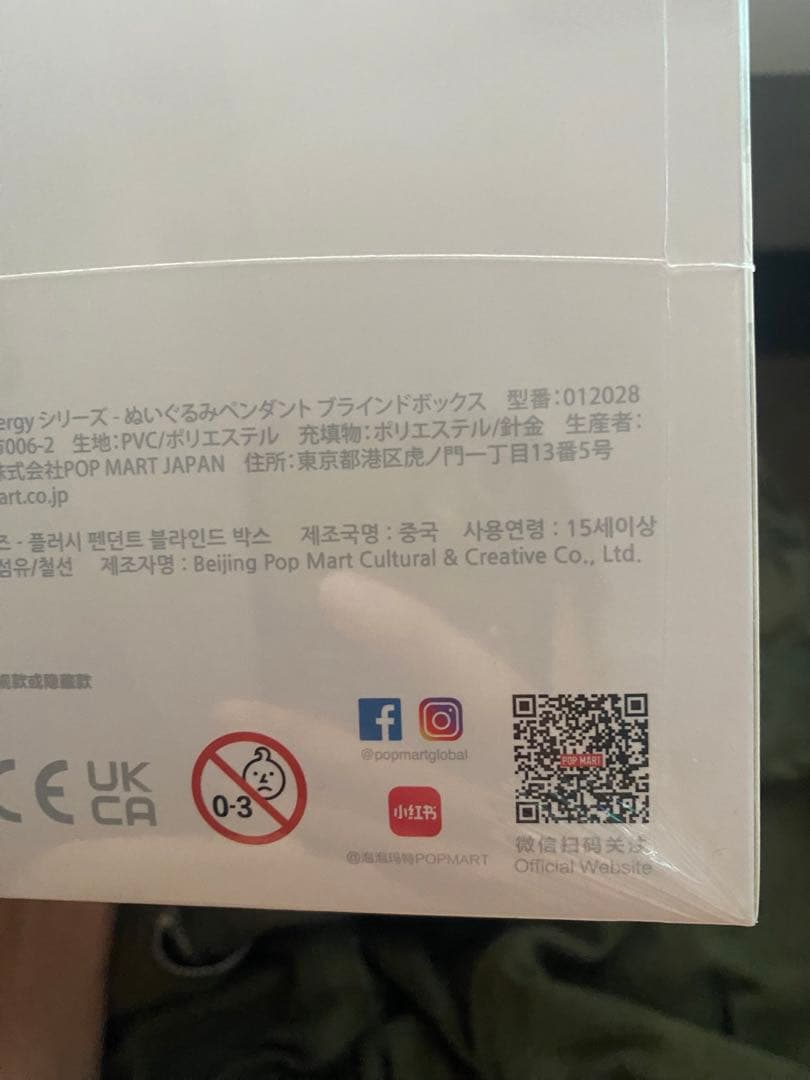 ergy シリーズ - ぬいぐるみペンダント ブラインドボックス 型番:012028
006-2 生地:PVC/ポリエステル 充填物:ポリエステル/針金 生産者:
株式会社POP MART JAPAN 住所:東京都港区虎ノ門一丁目13番5号
art.co.jp
즈 - 플러시 펜던트 블라인드 박스 제조국명 : 중국 사용연령 : 15세이상
섬유/철선 제조자명 : Beijing Pop Mart Cultural & Creative Co., Ltd.
规款或隐藏款
@popmartglobal
CE
UK
CA
0-3
小红书
POP MART
@泡泡玛特POPMART
微信扫码关注
Official Website